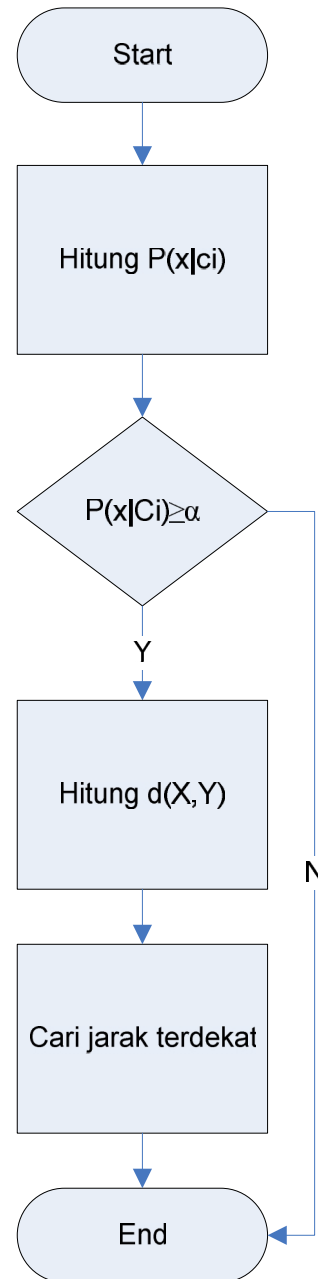 Start
Hitung P(x|ci)
P(x|Ci)≥α
Y
Hitung d(X,Y)
N
Cari jarak terdekat
End